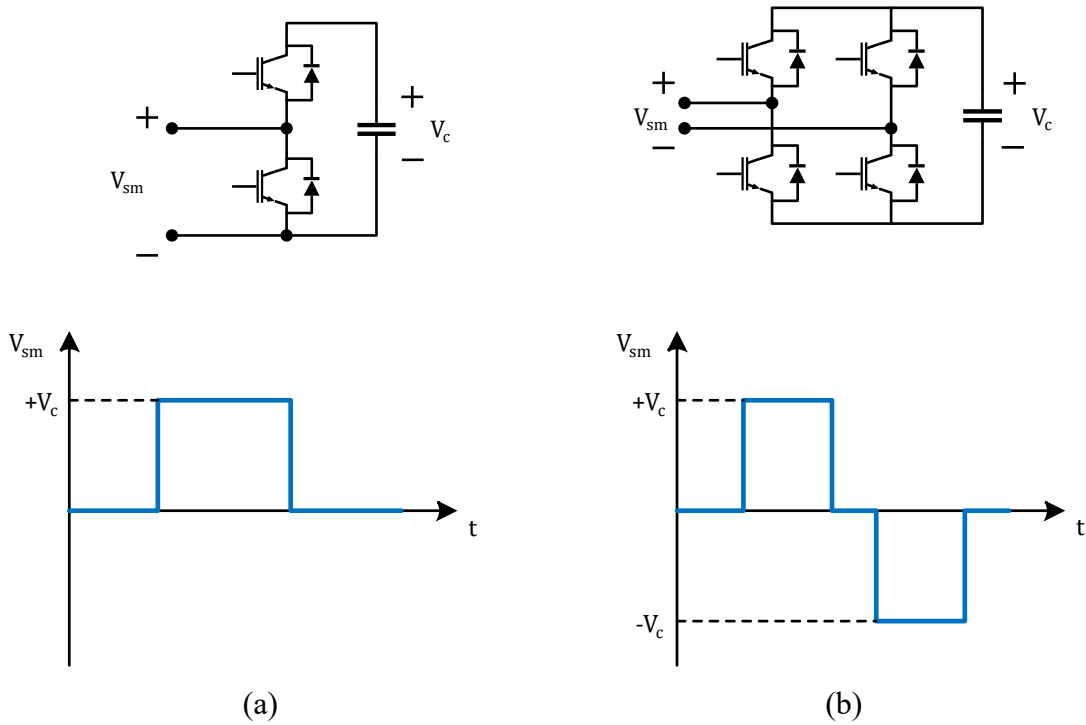 +
V_c
−
+
V_sm
−
+
V_c
−
+
V_sm
−
V_sm
+V_c
t
V_sm
+V_c
-V_c
t
(a)
(b)